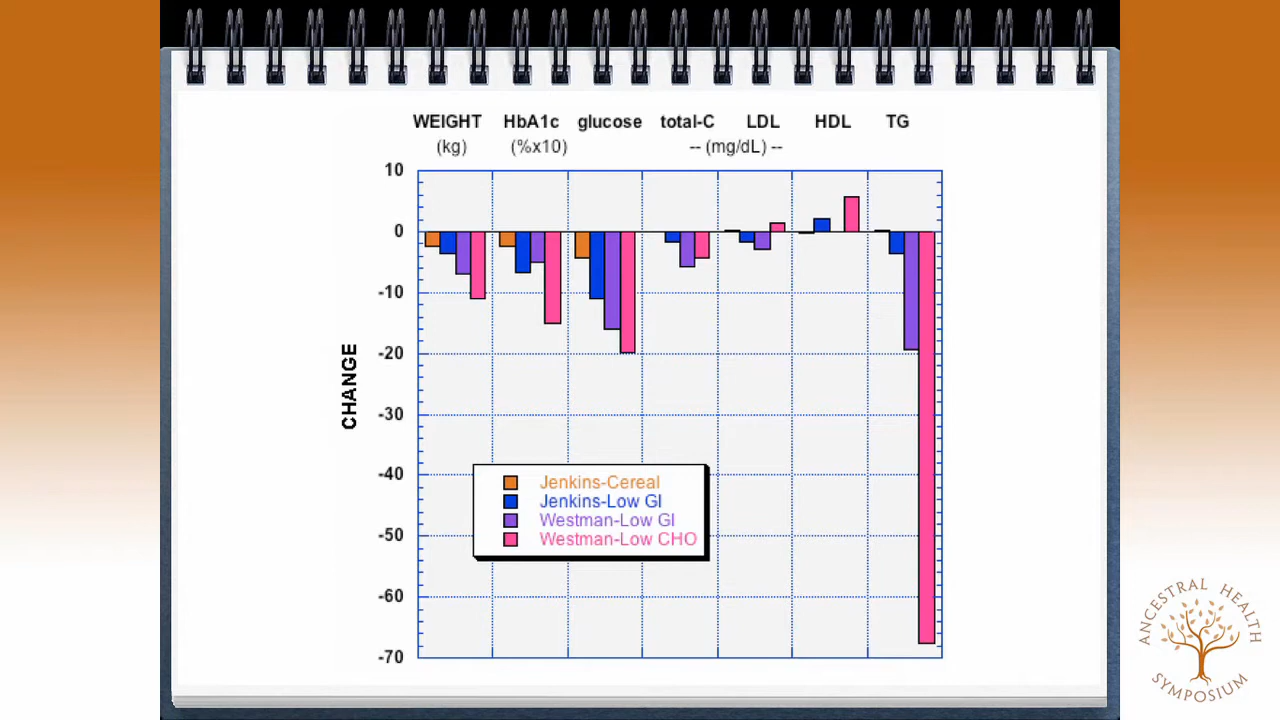 WEIGHT HbA1c glucose total-C LDL HDL TG
(kg) (%x10) -- (mg/dL) --
10
0
-10
-20
-30
-40
-50
-60
-70
CHANGE
Jenkins-Cereal
Jenkins-Low GI
Westman-Low GI
Westman-Low CHO
ANCESTRAL HEALTH
SYMPOSIUM